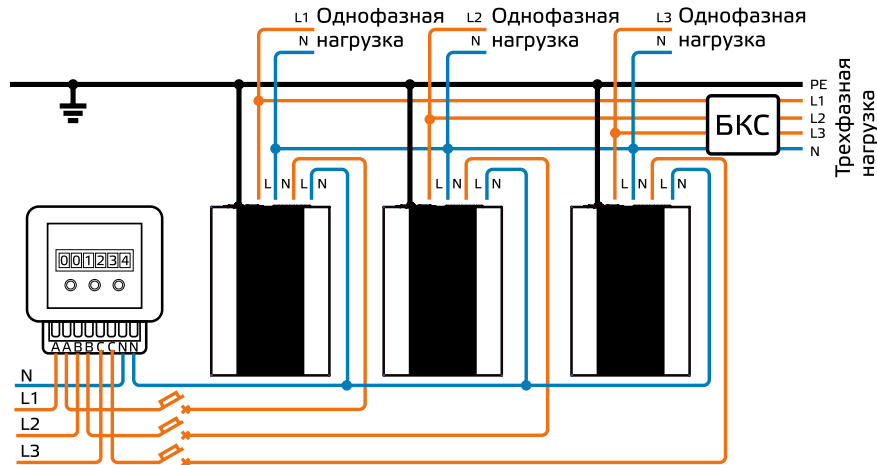 L1 Однофазная
N нагрузка
L2 Однофазная
N нагрузка
L3 Однофазная
N нагрузка
PE
L1
L2
L3
N
БКС
Трехфазная
нагрузка
L N L N
L N L N
L N L N
001234
A A B B C C N N
N
L1
L2
L3